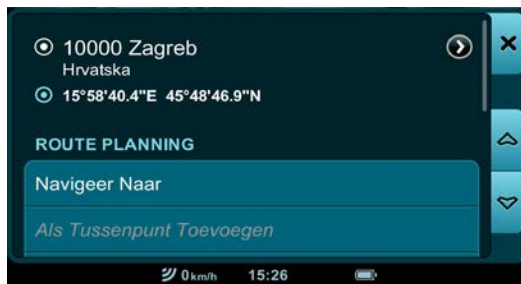 10000 Zagreb
Hrvatska
15°58'40.4"E 45°48'46.9"N
ROUTE PLANNING
Navigeer Naar
Als Tussenpunt Toevoegen
0km/h 15:26